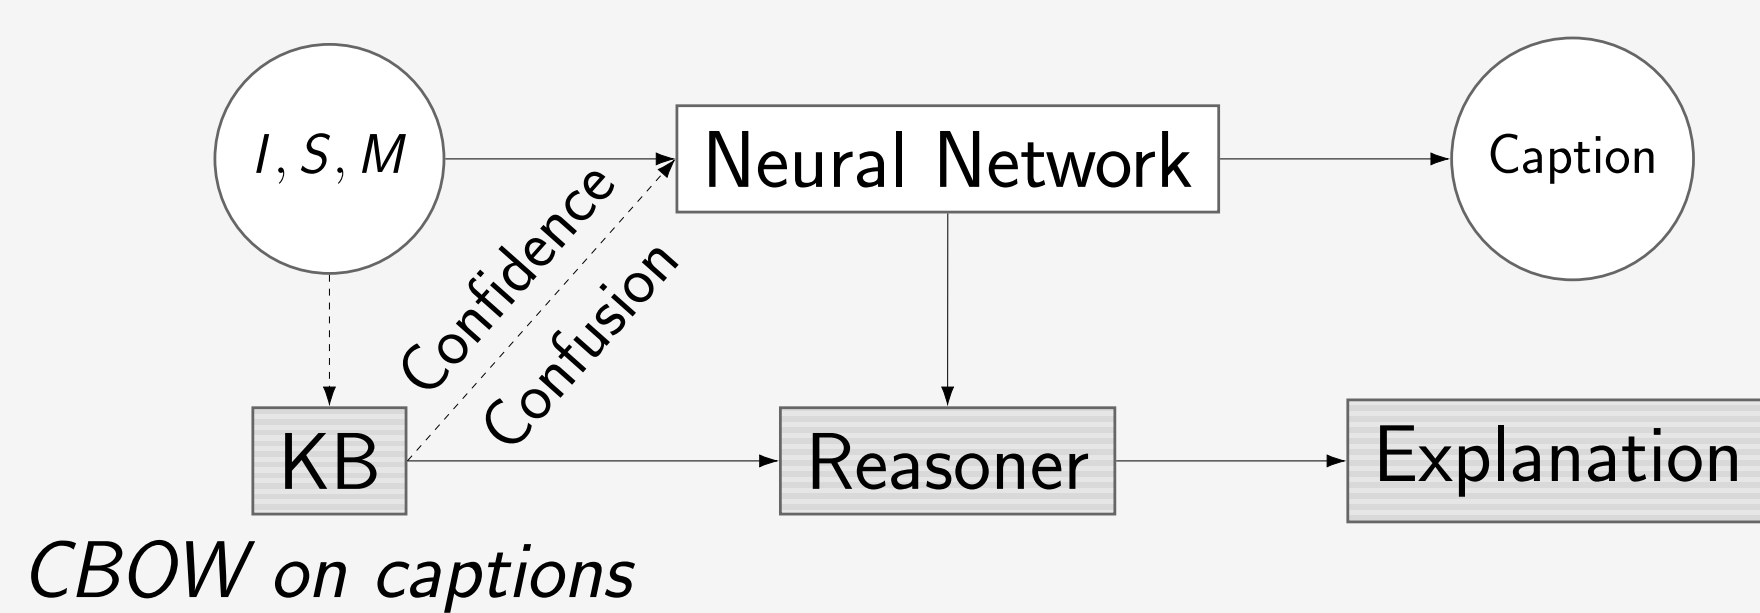 I, S, M
Neural Network
Caption
Confidence
Confusion
KB
Reasoner
Explanation
CBOW on captions